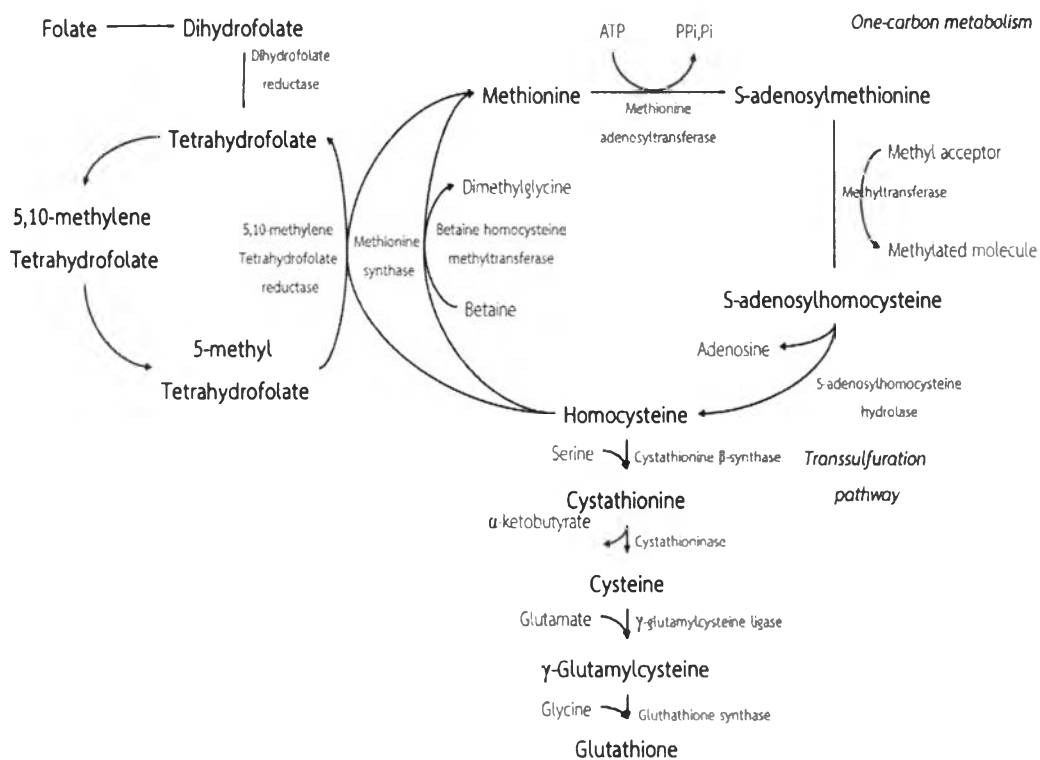 One-carbon metabolism
Folate
Dihydrofolate
Dihydrofolate
reductase
Tetrahydrofolate
5,10-methylene
Tetrahydrofolate
5-methyl
Tetrahydrofolate
5,10-methylene
Tetrahydrofolate
reductase
Methionine
synthase
ATP
PPi,Pi
Methionine
Methionine
adenosyltransferase
S-adenosylmethionine
Dimethylglycine
Betaine homocysteine
methyltransferase
Betaine
Methyl acceptor
Methyltransferase
Methylated molecule
S-adenosylhomocysteine
Adenosine
S-adenosylhomocysteine
hydrolase
Homocysteine
Serine
Cystathionine β-synthase
Transsulfuration
pathway
Cystathionine
α-ketobutyrate
Cystathioninase
Cysteine
Glutamate
γ-glutamylcysteine ligase
γ-Glutamylcysteine
Glycine
Gluthathione synthase
Glutathione